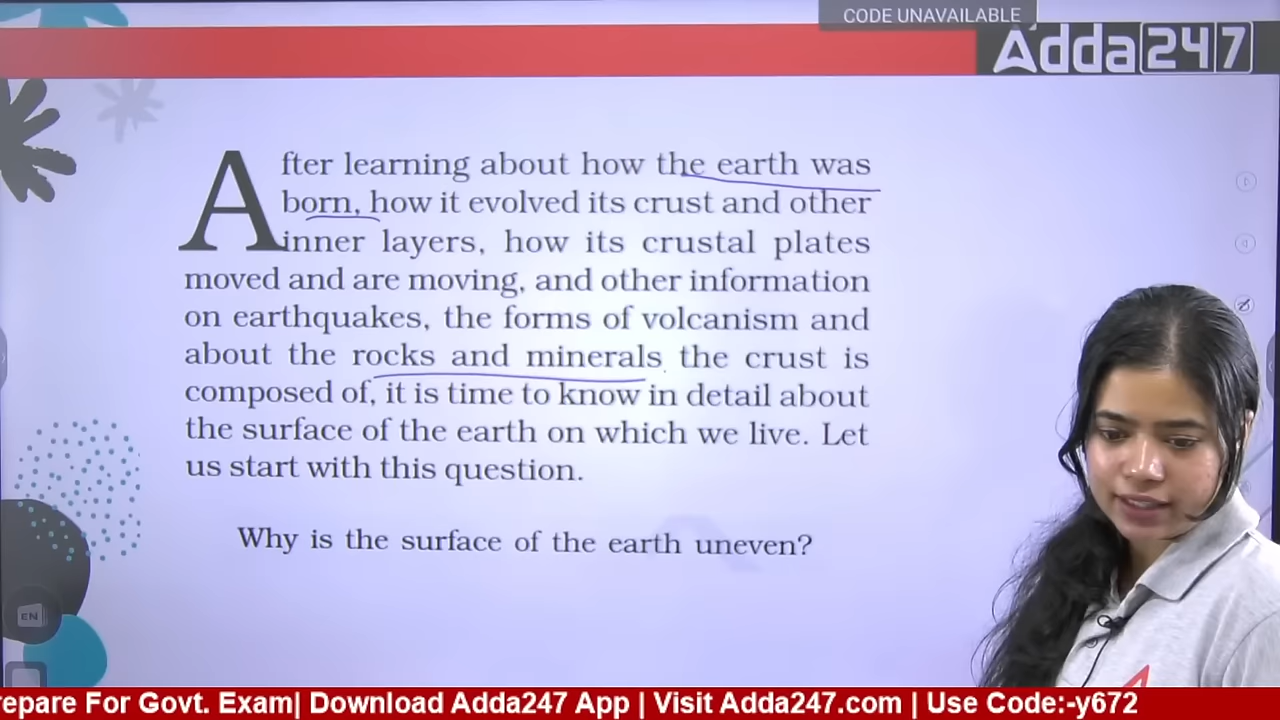 CODE UNAVAILABLE
Adda247
After learning about how the earth was
born, how it evolved its crust and other
inner layers, how its crustal plates
moved and are moving, and other information
on earthquakes, the forms of volcanism and
about the rocks and minerals the crust is
composed of, it is time to know in detail about
the surface of the earth on which we live. Let
us start with this question.
Why is the surface of the earth uneven?
EN
repare For Govt. Exam| Download Adda247 App | Visit Adda247.com | Use Code:-y672